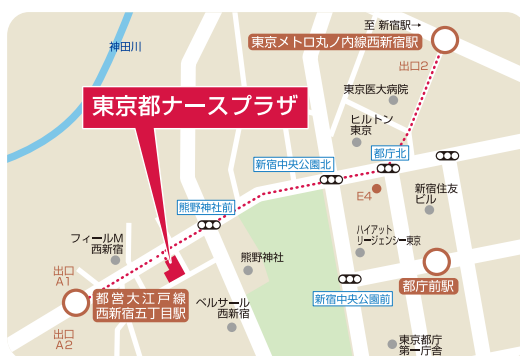 至 新宿駅→
神田川
東京メトロ丸ノ内線西新宿駅
出口2
東京医大病院
東京都ナースプラザ
ヒルトン
東京
都庁北
新宿中央公園北
E4
新宿住友
ビル
熊野神社前
フィールM
西新宿
ハイアット
リージェンシー東京
熊野神社
出口
A1
都営大江戸線
西新宿五丁目駅
ベルサール
西新宿
新宿中央公園前
都庁前駅
出口
A2
東京都庁
第一庁舎